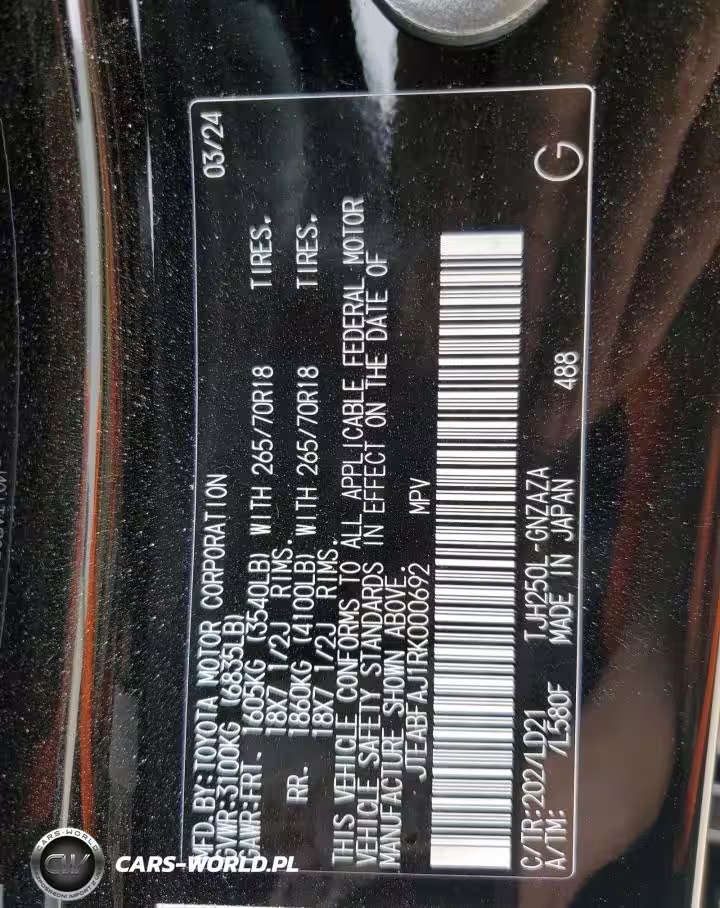 MFD.BY:TOYOTA MOTOR CORPORATION 03/24
GVWR:3100KG (6835LB)
GAWR:FRT. 1605KG (3540LB) WITH 265/70R18 TIRES.
18X7 1/2J RIMS.
RR. 1860KG (4100LB) WITH 265/70R18 TIRES.
18X7 1/2J RIMS.
THIS VEHICLE CONFORMS TO ALL APPLICABLE FEDERAL MOTOR
VEHICLE SAFETY STANDARDS IN EFFECT ON THE DATE OF
MANUFACTURE SHOWN ABOVE.
JTEABFAJ1RK000692 MPV
C/TR:202/LD21 TJH250L-GNZAZA G
A/TM: /L580F MADE IN JAPAN 488
CARS-WORLD
CW
CARS-WORLD.PL